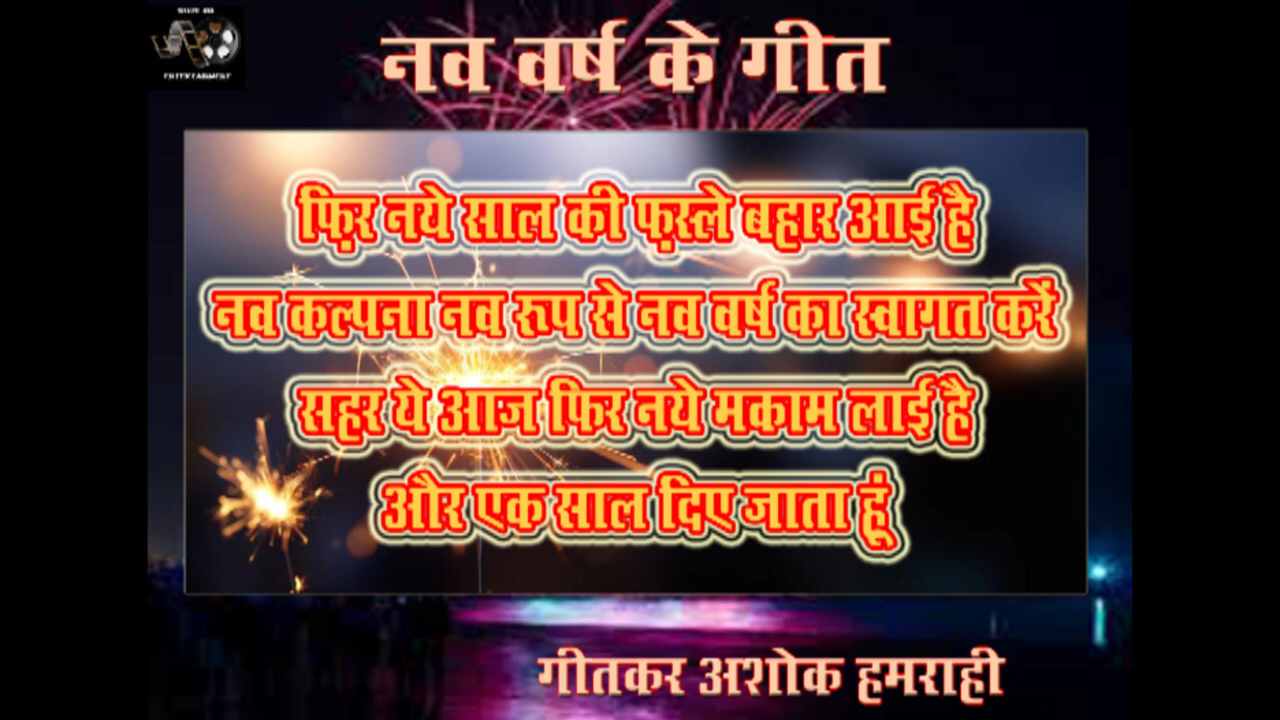 नव वर्ष के गीत
फ़िर नये साल की फ़स्ले बहार आई है
नव कल्पना नव रूप से नव वर्ष का स्वागत करें
सहर ये आज फिर नये मकाम लाई है
और एक साल दिए जाता हूं
गीतकर अशोक हमराही